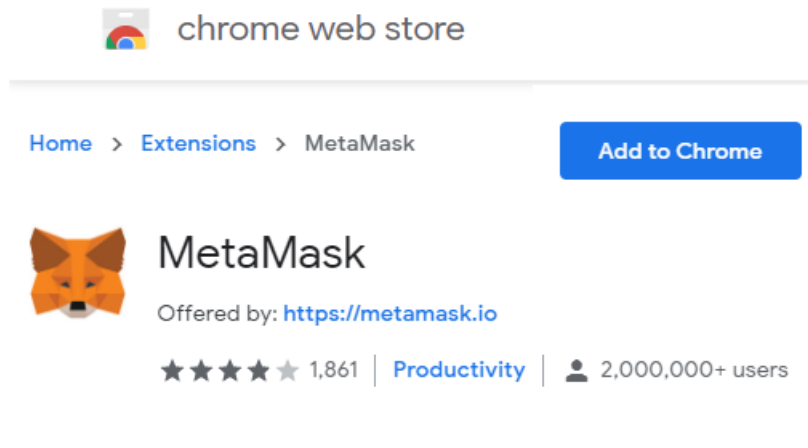 chrome web store
Home > Extensions > MetaMask
Add to Chrome
MetaMask
Offered by: https://metamask.io
1,861
Productivity
2,000,000+ users